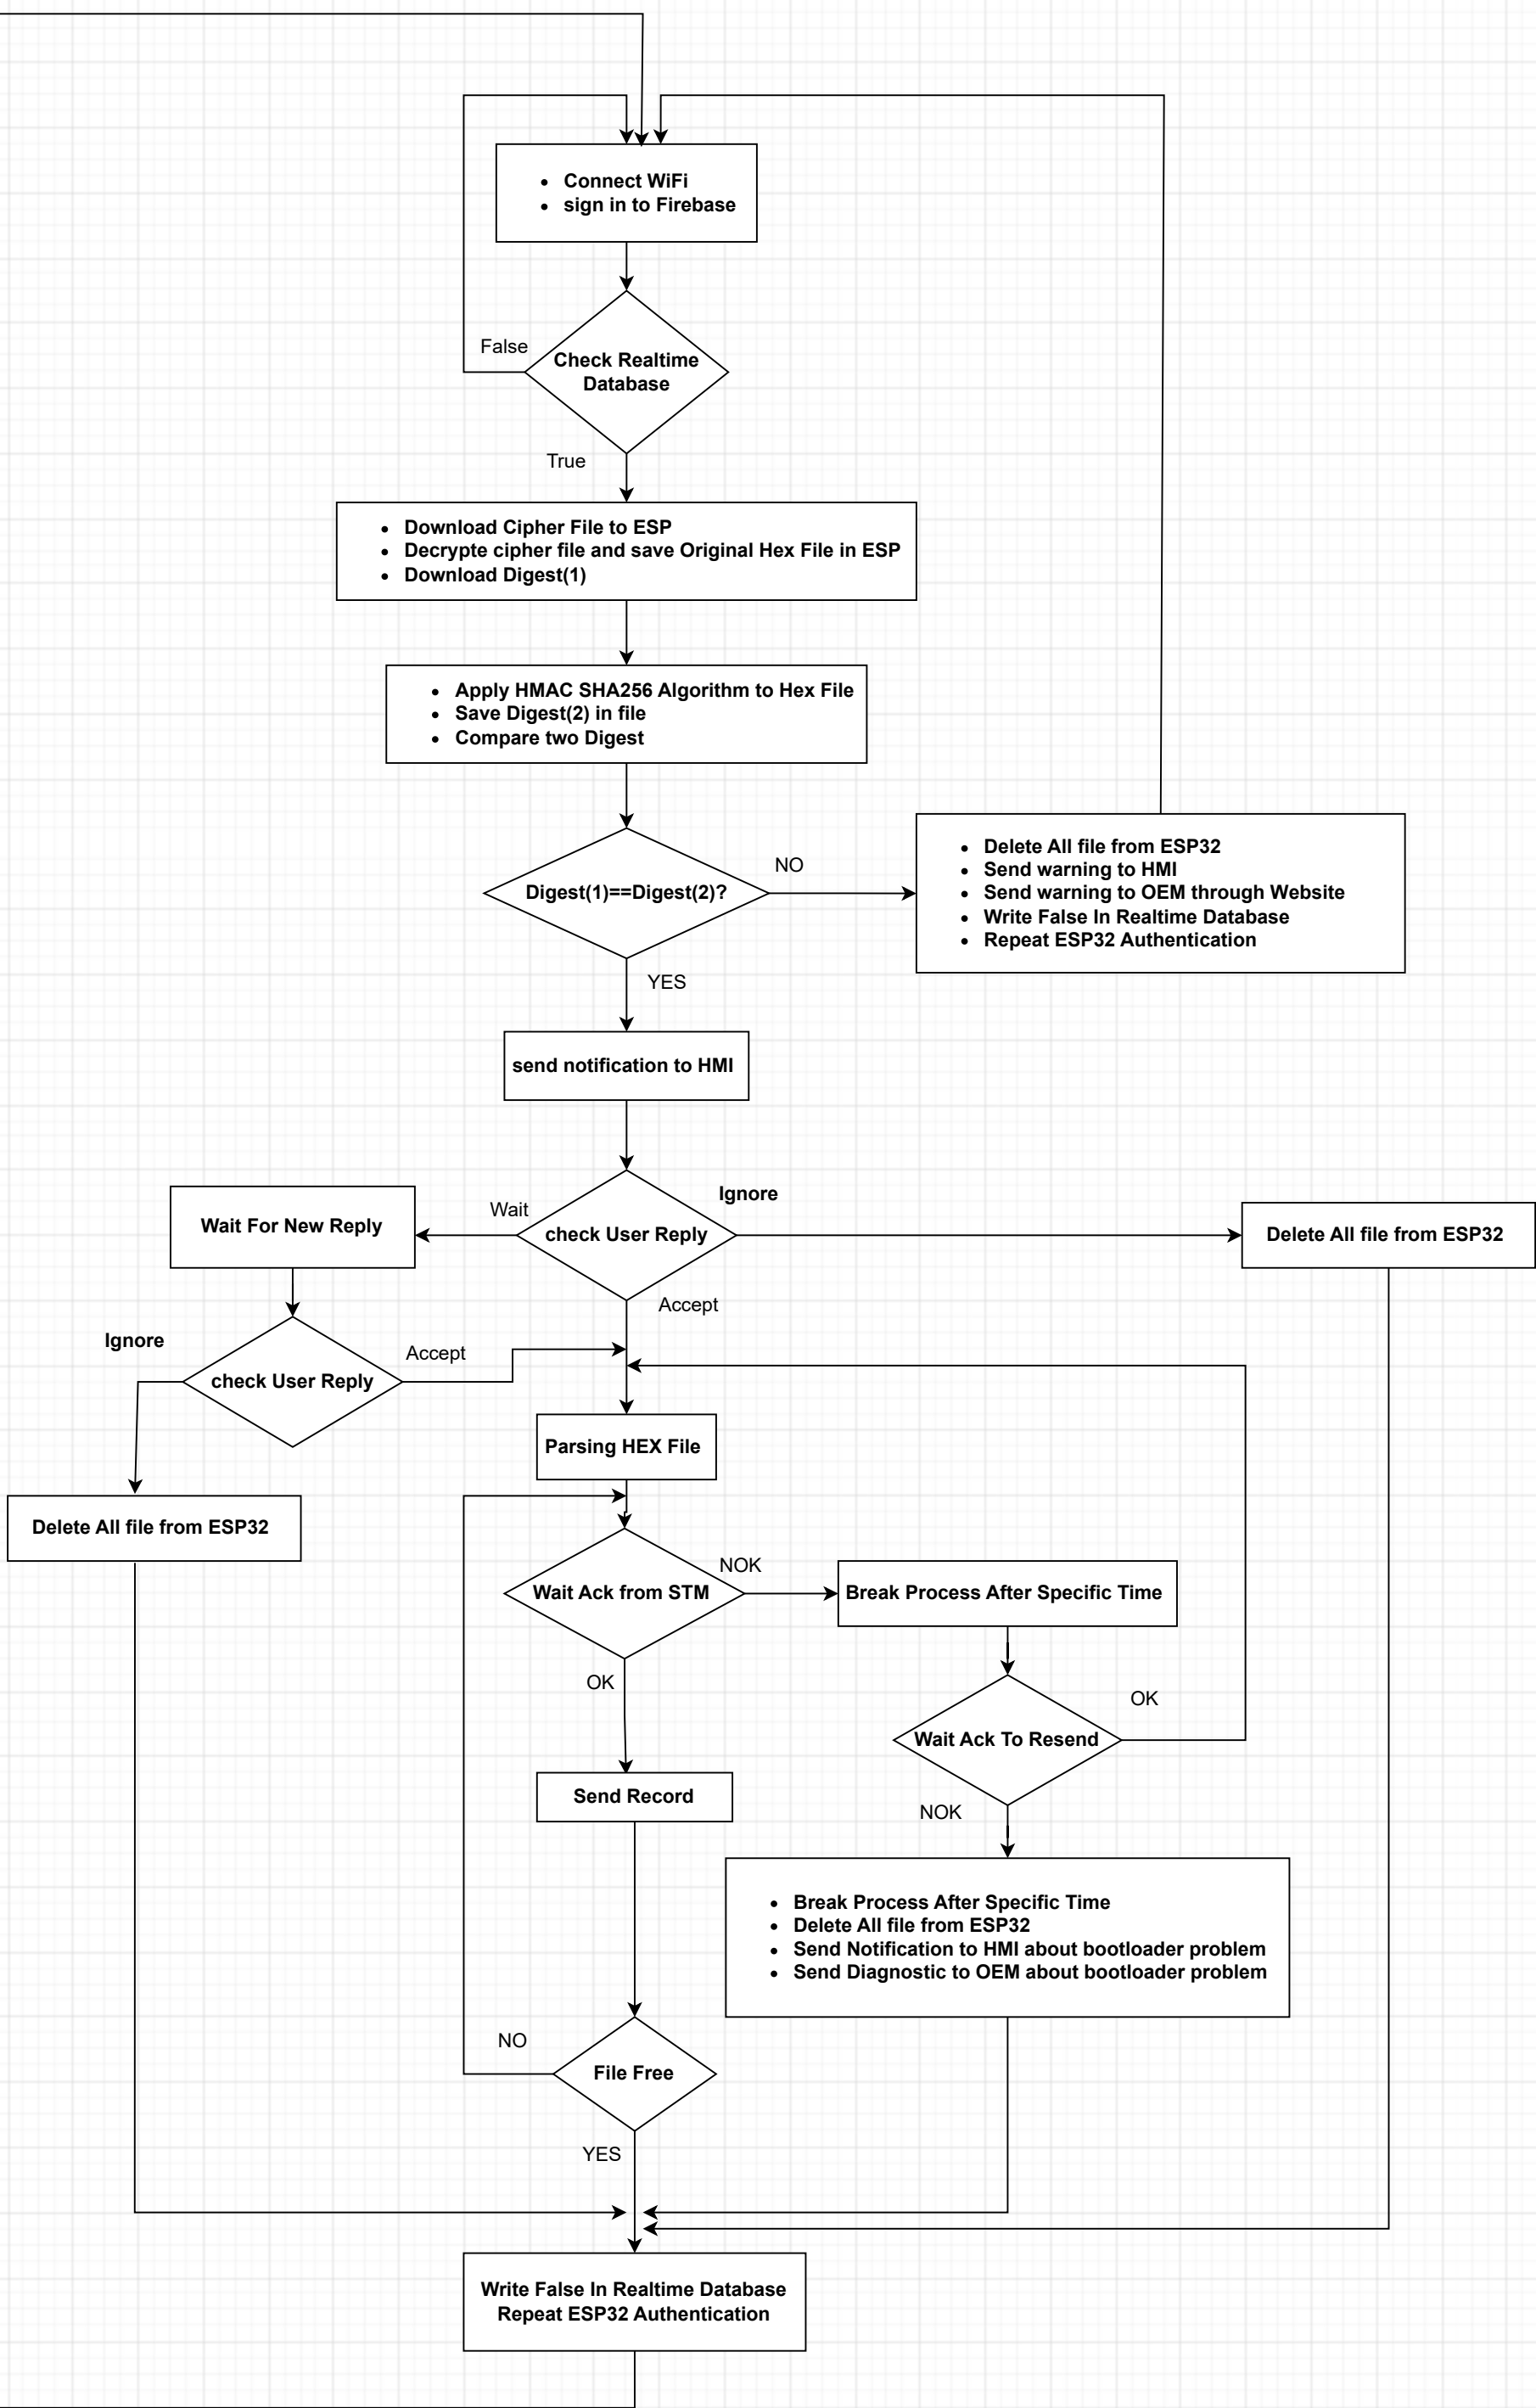 • Connect WiFi
• sign in to Firebase
False
Check Realtime
Database
True
• Download Cipher File to ESP
• Decrypte cipher file and save Original Hex File in ESP
• Download Digest(1)
• Apply HMAC SHA256 Algorithm to Hex File
• Save Digest(2) in file
• Compare two Digest
Digest(1)==Digest(2)?
NO
• Delete All file from ESP32
• Send warning to HMI
• Send warning to OEM through Website
• Write False In Realtime Database
• Repeat ESP32 Authentication
YES
send notification to HMI
Wait
check User Reply
Ignore
Wait For New Reply
Delete All file from ESP32
Accept
Ignore
check User Reply
Accept
Parsing HEX File
Delete All file from ESP32
Wait Ack from STM
NOK
Break Process After Specific Time
OK
Wait Ack To Resend
OK
Send Record
NOK
• Break Process After Specific Time
• Delete All file from ESP32
• Send Notification to HMI about bootloader problem
• Send Diagnostic to OEM about bootloader problem
NO
File Free
YES
Write False In Realtime Database
Repeat ESP32 Authentication